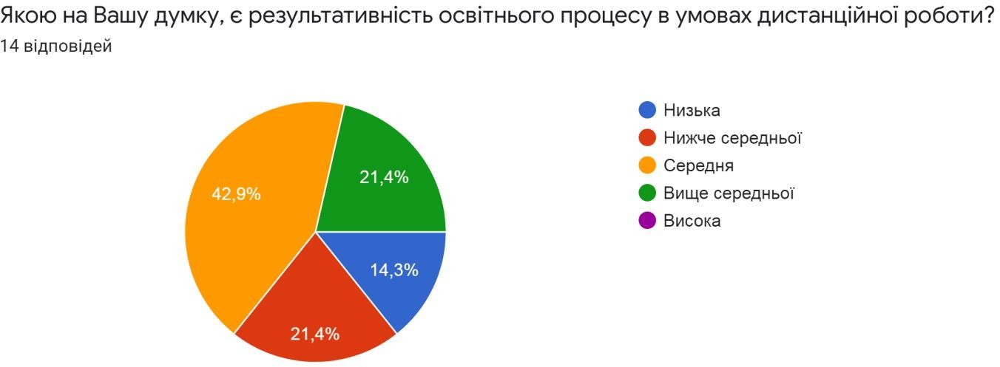 Якою на Вашу думку, є результативність освітнього процесу в умовах дистанційної роботи?
14 відповідей
Низька
Нижче середньої
Середня
Вище середньої
Висока
42,9%
21,4%
14,3%
21,4%